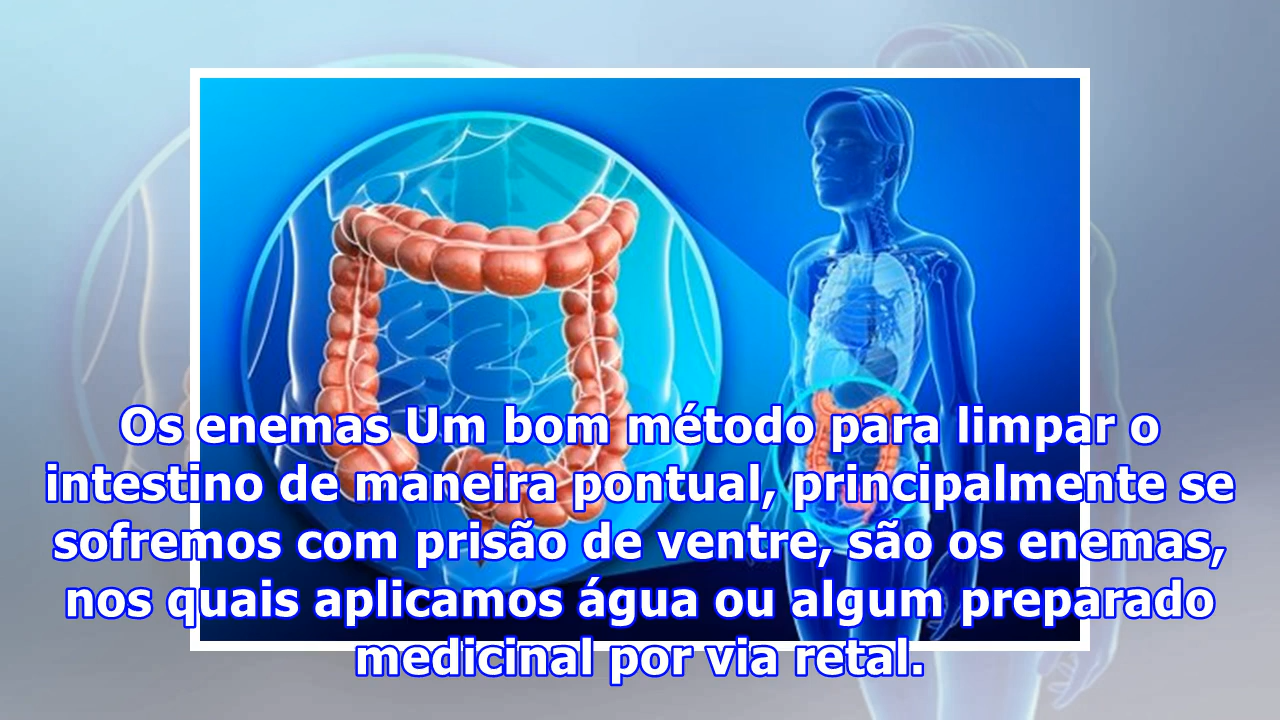 Os enemas Um bom método para limpar o
intestino de maneira pontual, principalmente se
sofremos com prisão de ventre, são os enemas,
nos quais aplicamos água ou algum preparado
medicinal por via retal.